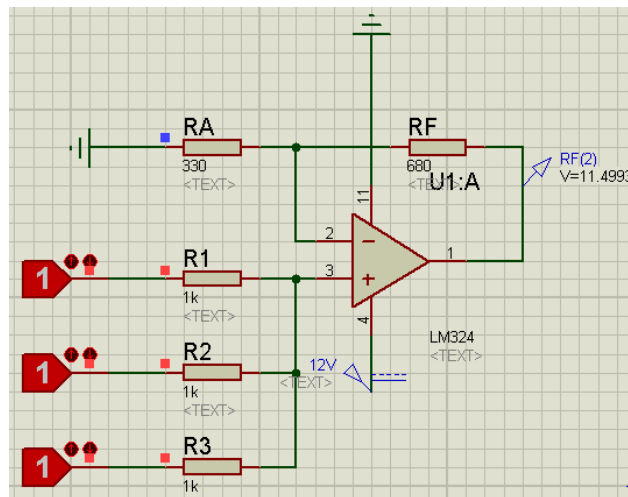 RA
RF
330
680
<TEXT>
<TEXT>
U1:A
RF(2)
V=11.4993
11
2
1
3
4
1
R1
1k
<TEXT>
LM324
<TEXT>
12V
<TEXT>
1
R2
1k
<TEXT>
1
R3
1k